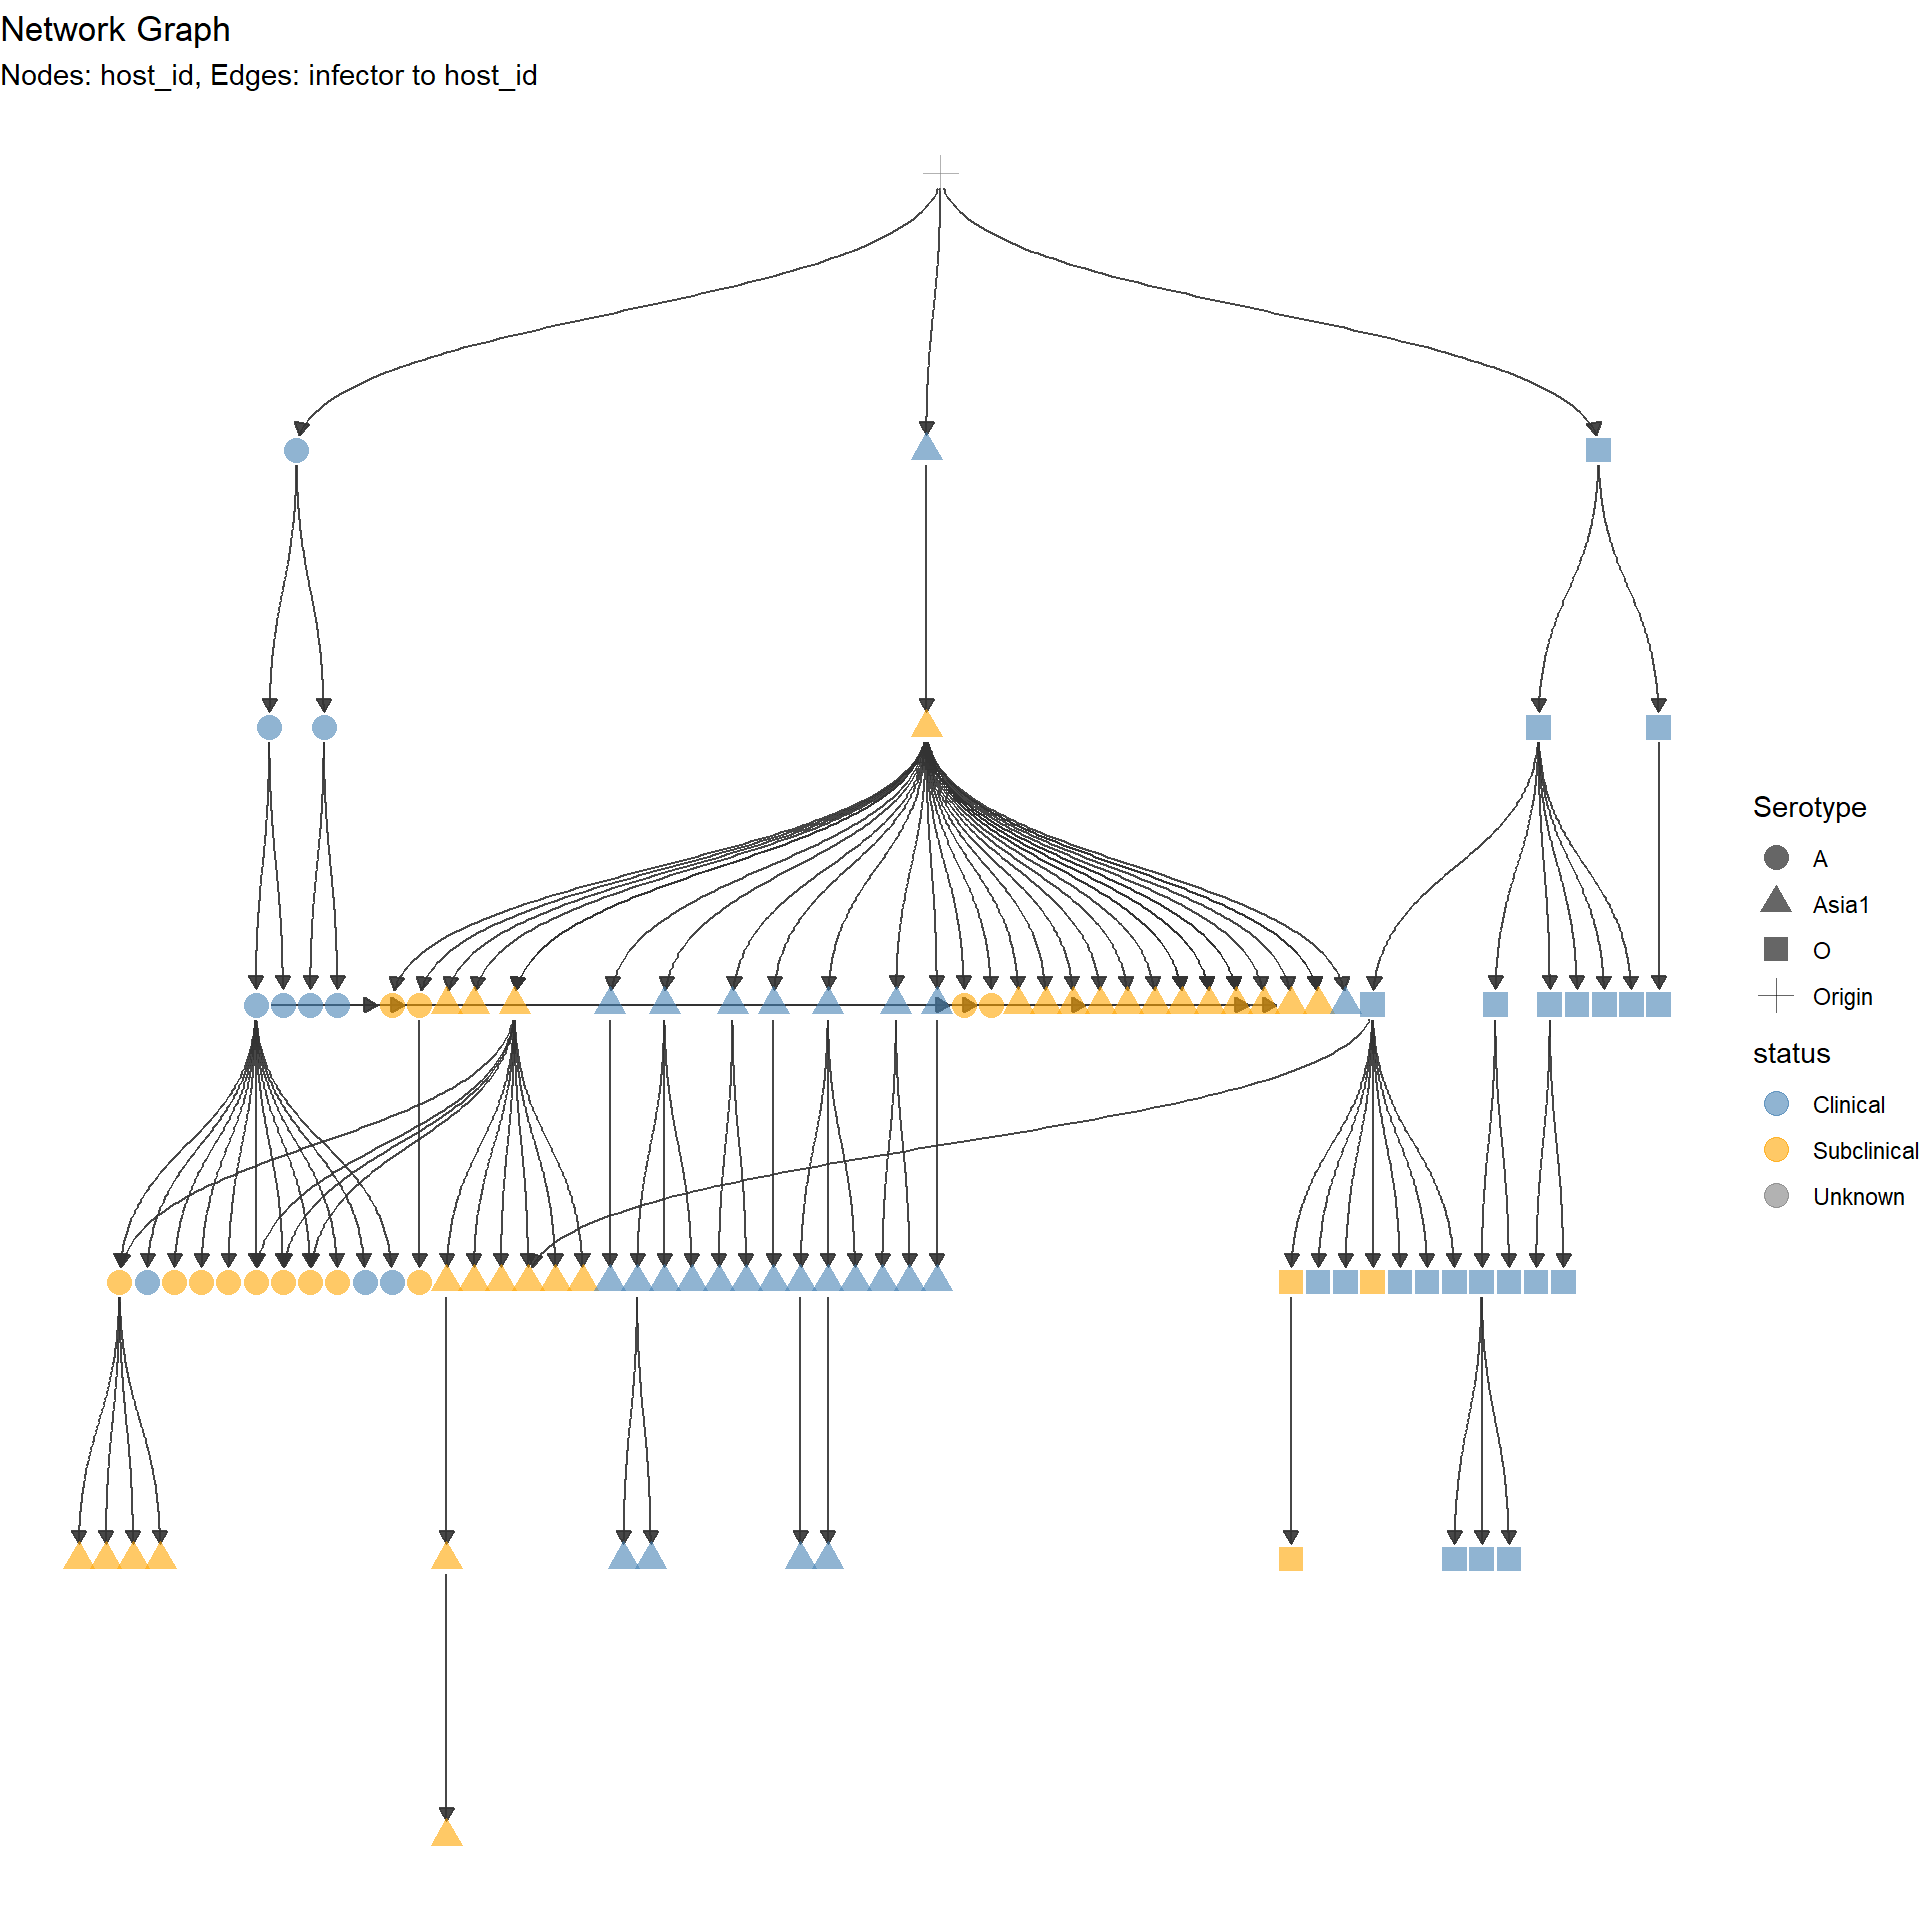 Network Graph
Nodes: host_id, Edges: infector to host_id
Serotype
A
Asia1
O
Origin
status
Clinical
Subclinical
Unknown